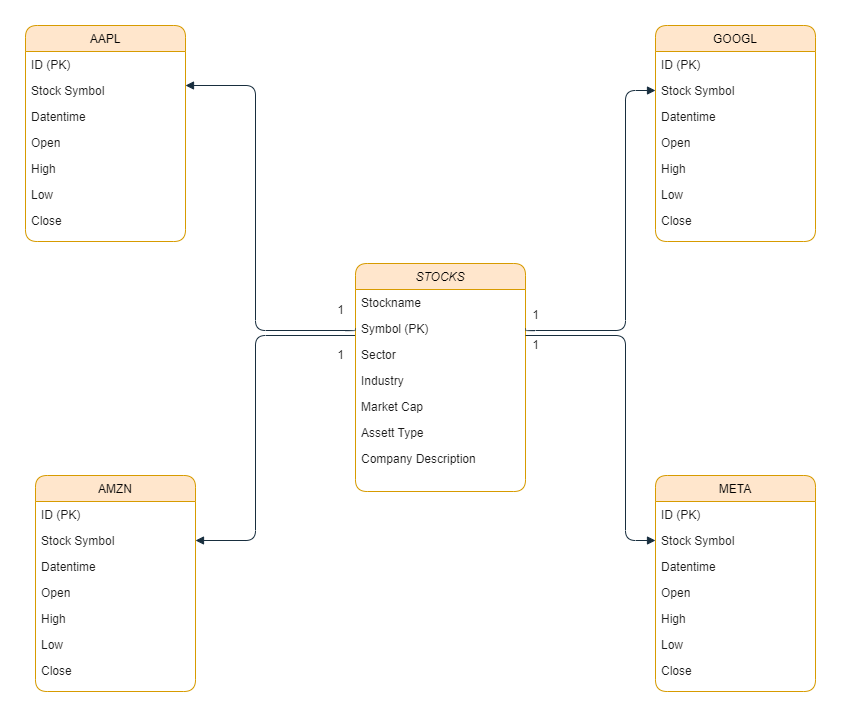 AAPL
ID (PK)
Stock Symbol
Datentime
Open
High
Low
Close
GOOGL
ID (PK)
Stock Symbol
Datentime
Open
High
Low
Close
STOCKS
Stockname
Symbol (PK)
Sector
Industry
Market Cap
Assett Type
Company Description
1
1
1
1
AMZN
ID (PK)
Stock Symbol
Datentime
Open
High
Low
Close
META
ID (PK)
Stock Symbol
Datentime
Open
High
Low
Close